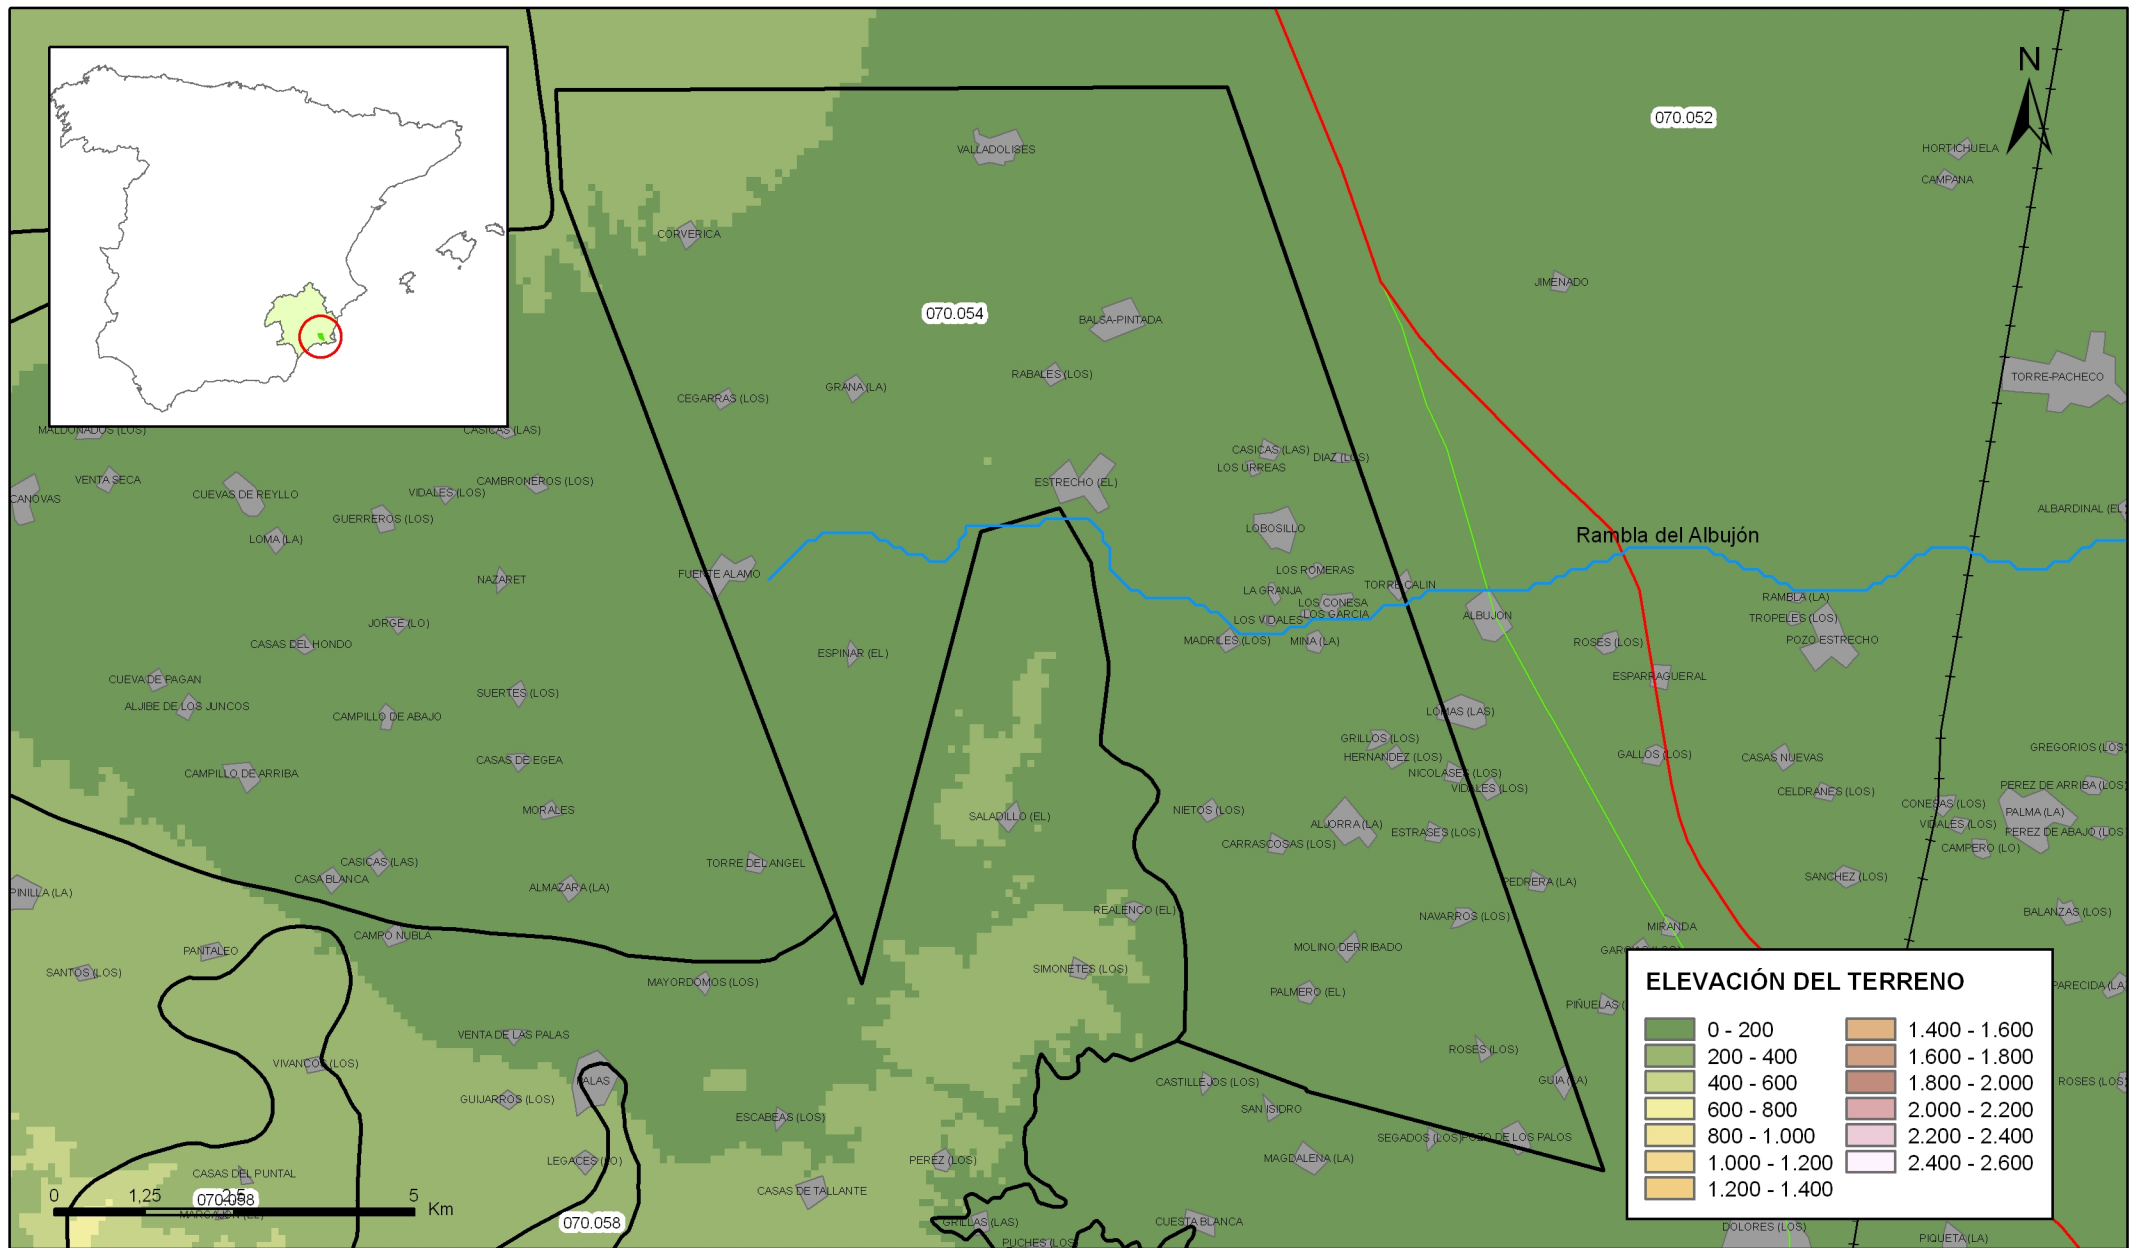 N
070.052
VALLADOLISES
HORTICHUELA
CAMPANA
CORVERICA
JIMENADO
070.054
BALSA-PINTADA
RABALES (LOS)
TORRE-PACHECO
GRANA (LA)
CEGARRAS (LOS)
MALDONADOS (LOS)
CASICAS (LAS)
CASICAS (LAS)
DIAZ (LOS)
LOS URREAS
VENTA SECA
CAMBRONEROS (LOS)
ESTRECHO (EL)
CANOVAS
CUEVAS DE REYLLO
VIDALES (LOS)
ALBARDINAL (EL
GUERREROS (LOS)
LOBOSILLO
LOMA (LA)
Rambla del Albujón
LOS ROMERAS
NAZARET
FUENTE ALAMO
TORRE CALIN
LA GRANJA
RAMBLA (LA)
LOS CONESA
LOS GARCIA
ALBUJON
TROPELES (LOS)
JORGE (LO)
LOS VIDALES
CASAS DEL HONDO
MADRILES (LOS)
MINA (LA)
ROSES (LOS)
POZO ESTRECHO
ESPINAR (EL)
CUEVA DE PAGAN
ESPARRAGUERAL
SUERTES (LOS)
ALJIBE DE LOS JUNCOS
CAMPILLO DE ABAJO
LOMAS (LAS)
GRILLOS (LOS)
GREGORIOS (LOS)
CASAS DE EGEA
HERNANDEZ (LOS)
GALLOS (LOS)
CASAS NUEVAS
CAMPILLO DE ARRIBA
NICOLASES (LOS)
VIDALES (LOS)
PEREZ DE ARRIBA (LOS)
CELDRANES (LOS)
MORALES
SALADILLO (EL)
NIETOS (LOS)
CONESAS (LOS)
PALMA (LA)
ALJORRA (LA)
ESTRASES (LOS)
VIDALES (LOS)
PEREZ DE ABAJO (LOS
CARRASCOSAS (LOS)
CAMPERO (LO)
CASICAS (LAS)
TORRE DEL ANGEL
CASA BLANCA
ALMAZARA (LA)
PEDRERA (LA)
SANCHEZ (LOS)
PINILLA (LA)
REALENCO (EL)
NAVARROS (LOS)
BALANZAS (LOS)
MIRANDA
CAMPO NUBLA
PANTALEO
MOLINO DERRIBADO
SANTOS (LOS)
SIMONETES (LOS)
MAYORDOMOS (LOS)
PALMERO (EL)
PIÑUELAS (
PARECIDA (LA
ELEVACIÓN DEL TERRENO
0 - 200
200 - 400
400 - 600
600 - 800
800 - 1.000
1.000 - 1.200
1.200 - 1.400
1.400 - 1.600
1.600 - 1.800
1.800 - 2.000
2.000 - 2.200
2.200 - 2.400
2.400 - 2.600
VENTA DE LAS PALAS
VIVANCOS (LOS)
ROSES (LOS)
PALAS
CASTILLEJOS (LOS)
GUIA (LA)
ROSES (LOS
GUIJARROS (LOS)
SAN ISIDRO
ESCABEAS (LOS)
SEGADOS (LOS)
POZO DE LOS PALOS
LEGACES (LO)
PEREZ (LOS)
MAGDALENA (LA)
CASAS DEL PUNTAL
CASAS DE TALLANTE
0 1,25 2,5 5
Km
070.058
070.058
GRILLAS (LAS)
CUESTA BLANCA
DOLORES (LOS)
PUCHES (LOS)
PIQUETA (LA)